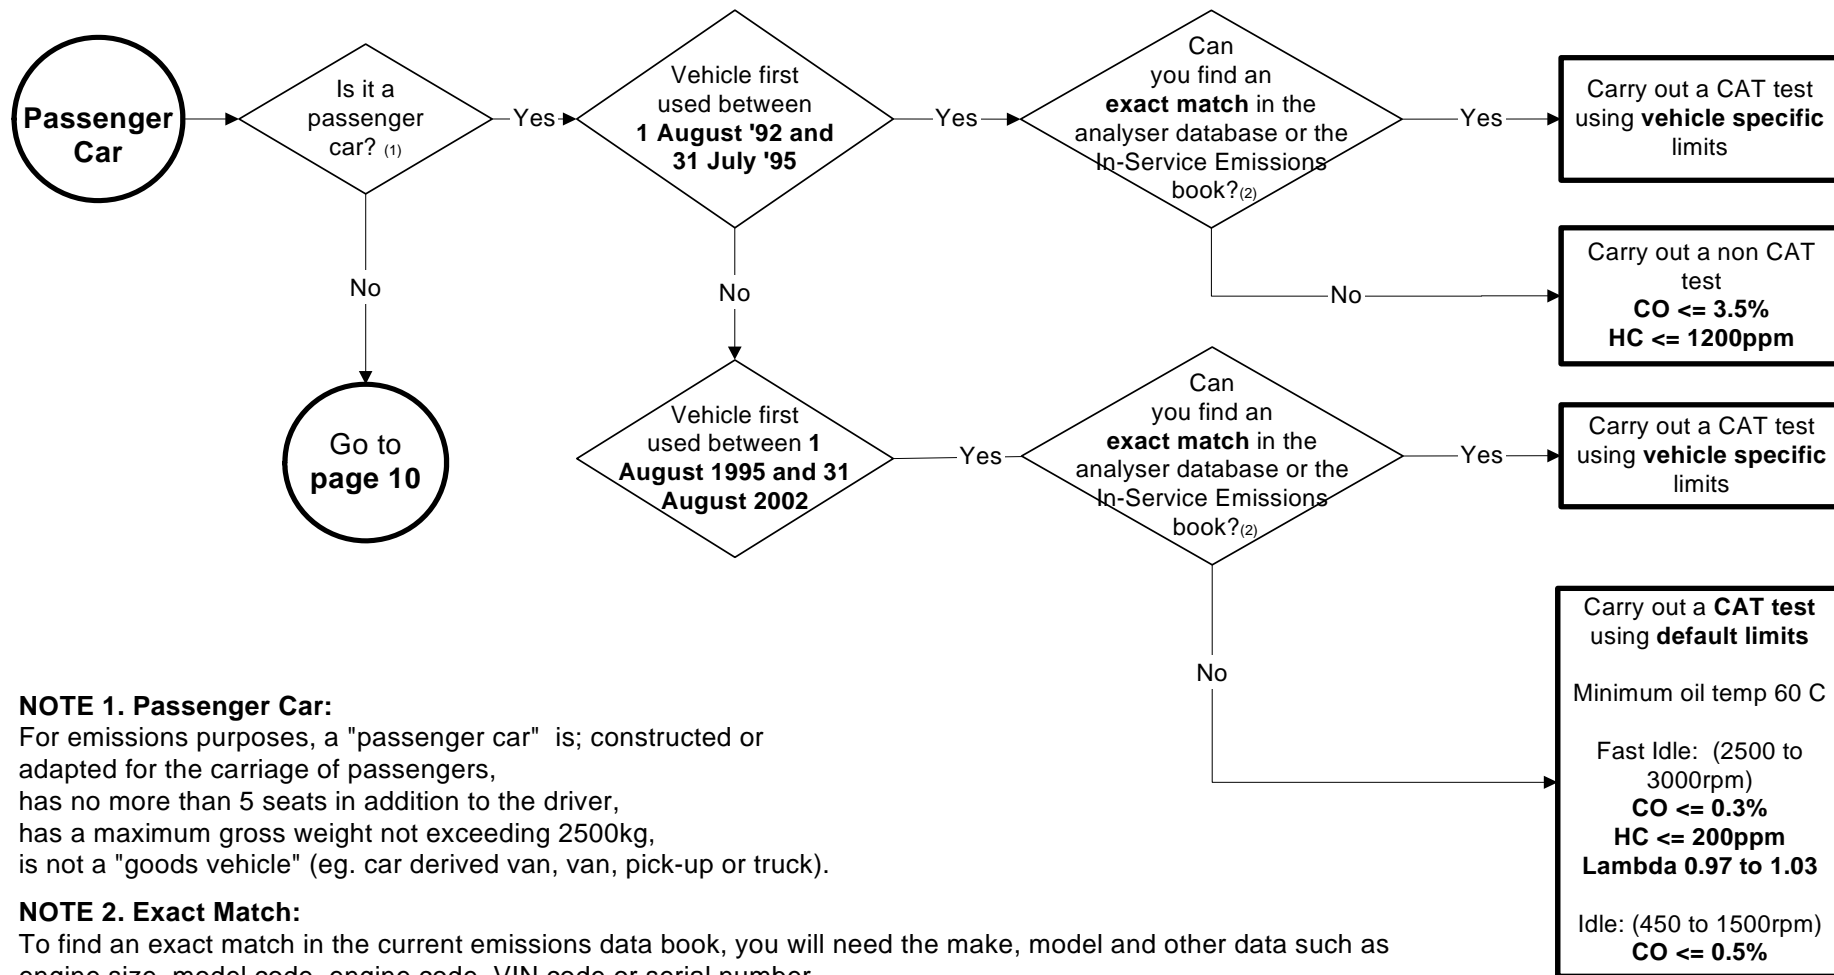 Passenger
Car
Is it a
passenger
car? (1)
Yes
Vehicle first
used between
1 August '92 and
31 July '95
Yes
Can
you find an
exact match in the
analyser database or the
In-Service Emissions
book?(2)
Yes
Carry out a CAT test
using vehicle specific
limits
No
Carry out a non CAT
test
CO <= 3.5%
HC <= 1200ppm
No
No
Go to
page 10
Vehicle first
used between 1
August 1995 and 31
August 2002
Yes
Can
you find an
exact match in the
analyser database or the
In-Service Emissions
book?(2)
Yes
Carry out a CAT test
using vehicle specific
limits
No
Carry out a CAT test
using default limits
Minimum oil temp 60 C
Fast Idle: (2500 to
3000rpm)
CO <= 0.3%
HC <= 200ppm
Lambda 0.97 to 1.03
Idle: (450 to 1500rpm)
CO <= 0.5%
NOTE 1. Passenger Car:
For emissions purposes, a "passenger car" is; constructed or
adapted for the carriage of passengers,
has no more than 5 seats in addition to the driver,
has a maximum gross weight not exceeding 2500kg,
is not a "goods vehicle" (eg. car derived van, van, pick-up or truck).
NOTE 2. Exact Match:
To find an exact match in the current emissions data book, you will need the make, model and other data such as
engine size, model code, engine code, VIN code or serial number